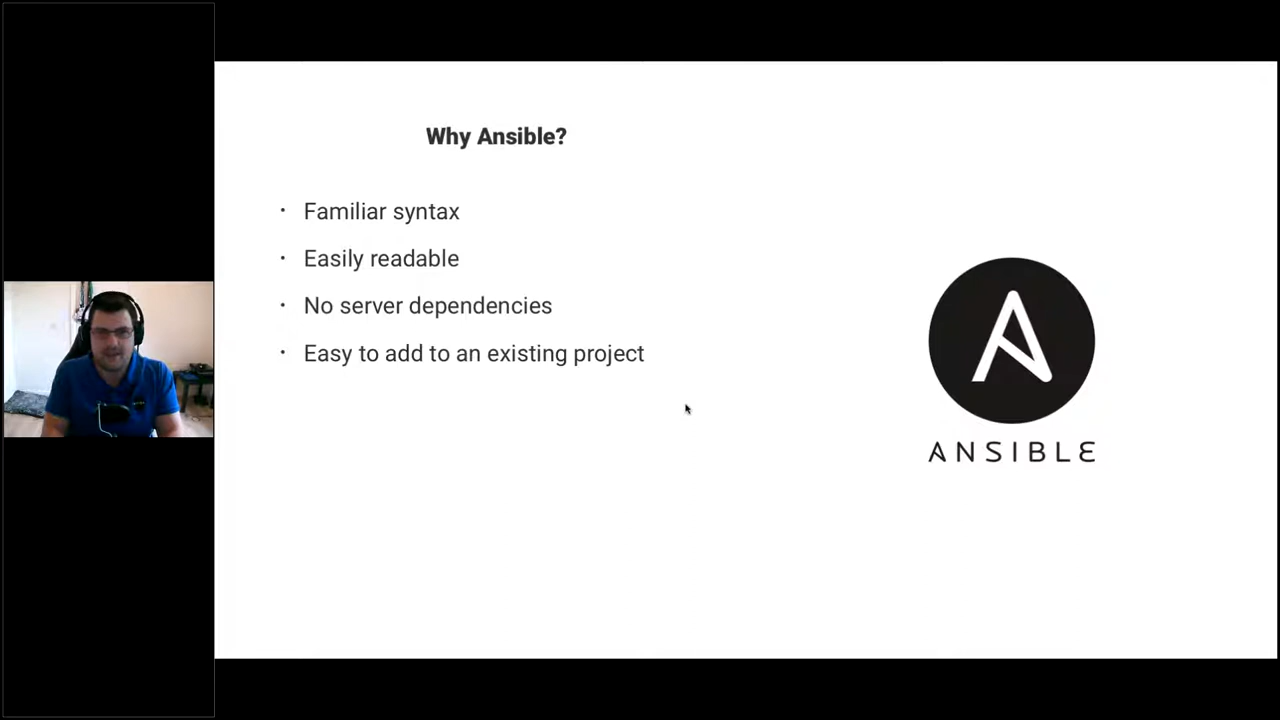 Why Ansible?
· Familiar syntax
· Easily readable
· No server dependencies
· Easy to add to an existing project
ANSIBLE